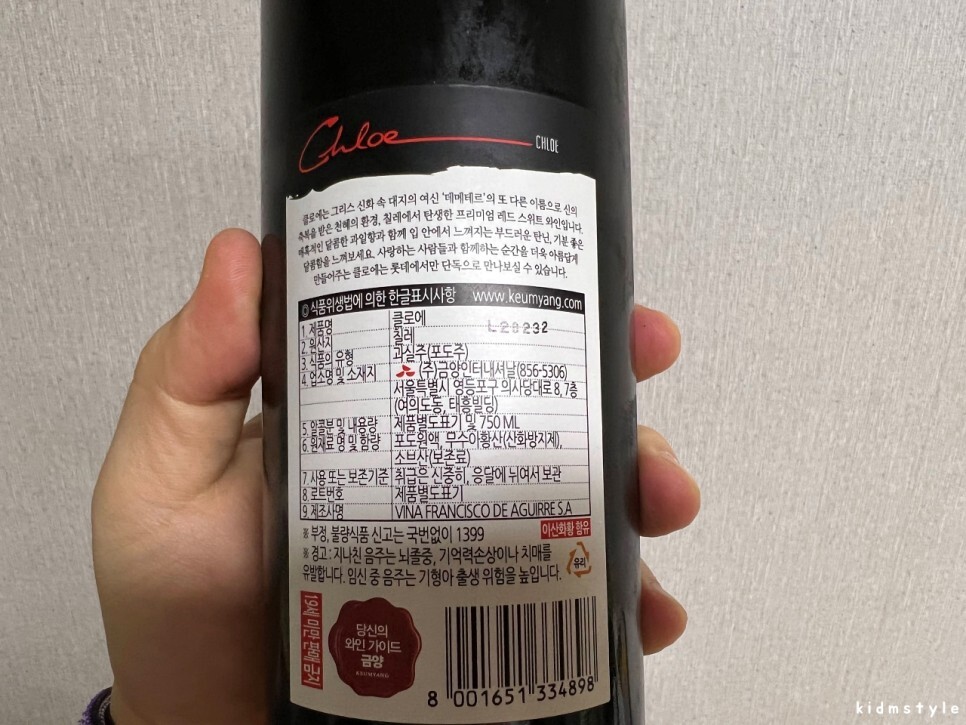 Chloe
CHLOE
클로에는 그리스 신화 속 대지의 여신 '데메테르'의 또 다른 이름으로 신의
축복을 받은 천혜의 환경, 칠레에서 탄생한 프리미엄 레드 스위트 와인입니다.
매혹적인 달콤한 과일향과 함께 입 안에서 느껴지는 부드러운 탄닌, 기분 좋은
달콤함을 느껴보세요. 사랑하는 사람들과 함께하는 순간을 더욱 아름답게
만들어주는 클로에는 롯데에서만 단독으로 만나보실 수 있습니다.
◎ 식품위생법에 의한 한글표시사항 www.keumyang.com
1. 제품명 클로에 L20232
2. 원산지 칠레
3. 식품의 유형 과실주(포도주)
4. 업소명 및 소재지 (주)금양인터내셔날(856-5306)
서울특별시 영등포구 의사당대로 8, 7층
(여의도동, 태흥빌딩)
5. 알콜분 및 내용량 제품별도표기 및 750 ML
6. 원재료 명 및 함량 포도원액, 무수아황산(산화방지제),
소브산(보존료)
7. 사용 또는 보존기준 취급은 신중히, 응달에 뉘여서 보관
8. 로트번호 제품별도표기
9. 제조사명 VINA FRANCISCO DE AGUIRRE S.A
※ 부정, 불량식품 신고는 국번없이 1399
이산화황 함유
※ 경고 : 지나친 음주는 뇌졸중, 기억력손상이나 치매를
유발합니다. 임신 중 음주는 기형아 출생 위험을 높입니다.
유리
19세 미만 판매 금지
당신의
와인 가이드
금양
KEUMYANG
8 001651 334898
kidmstyle